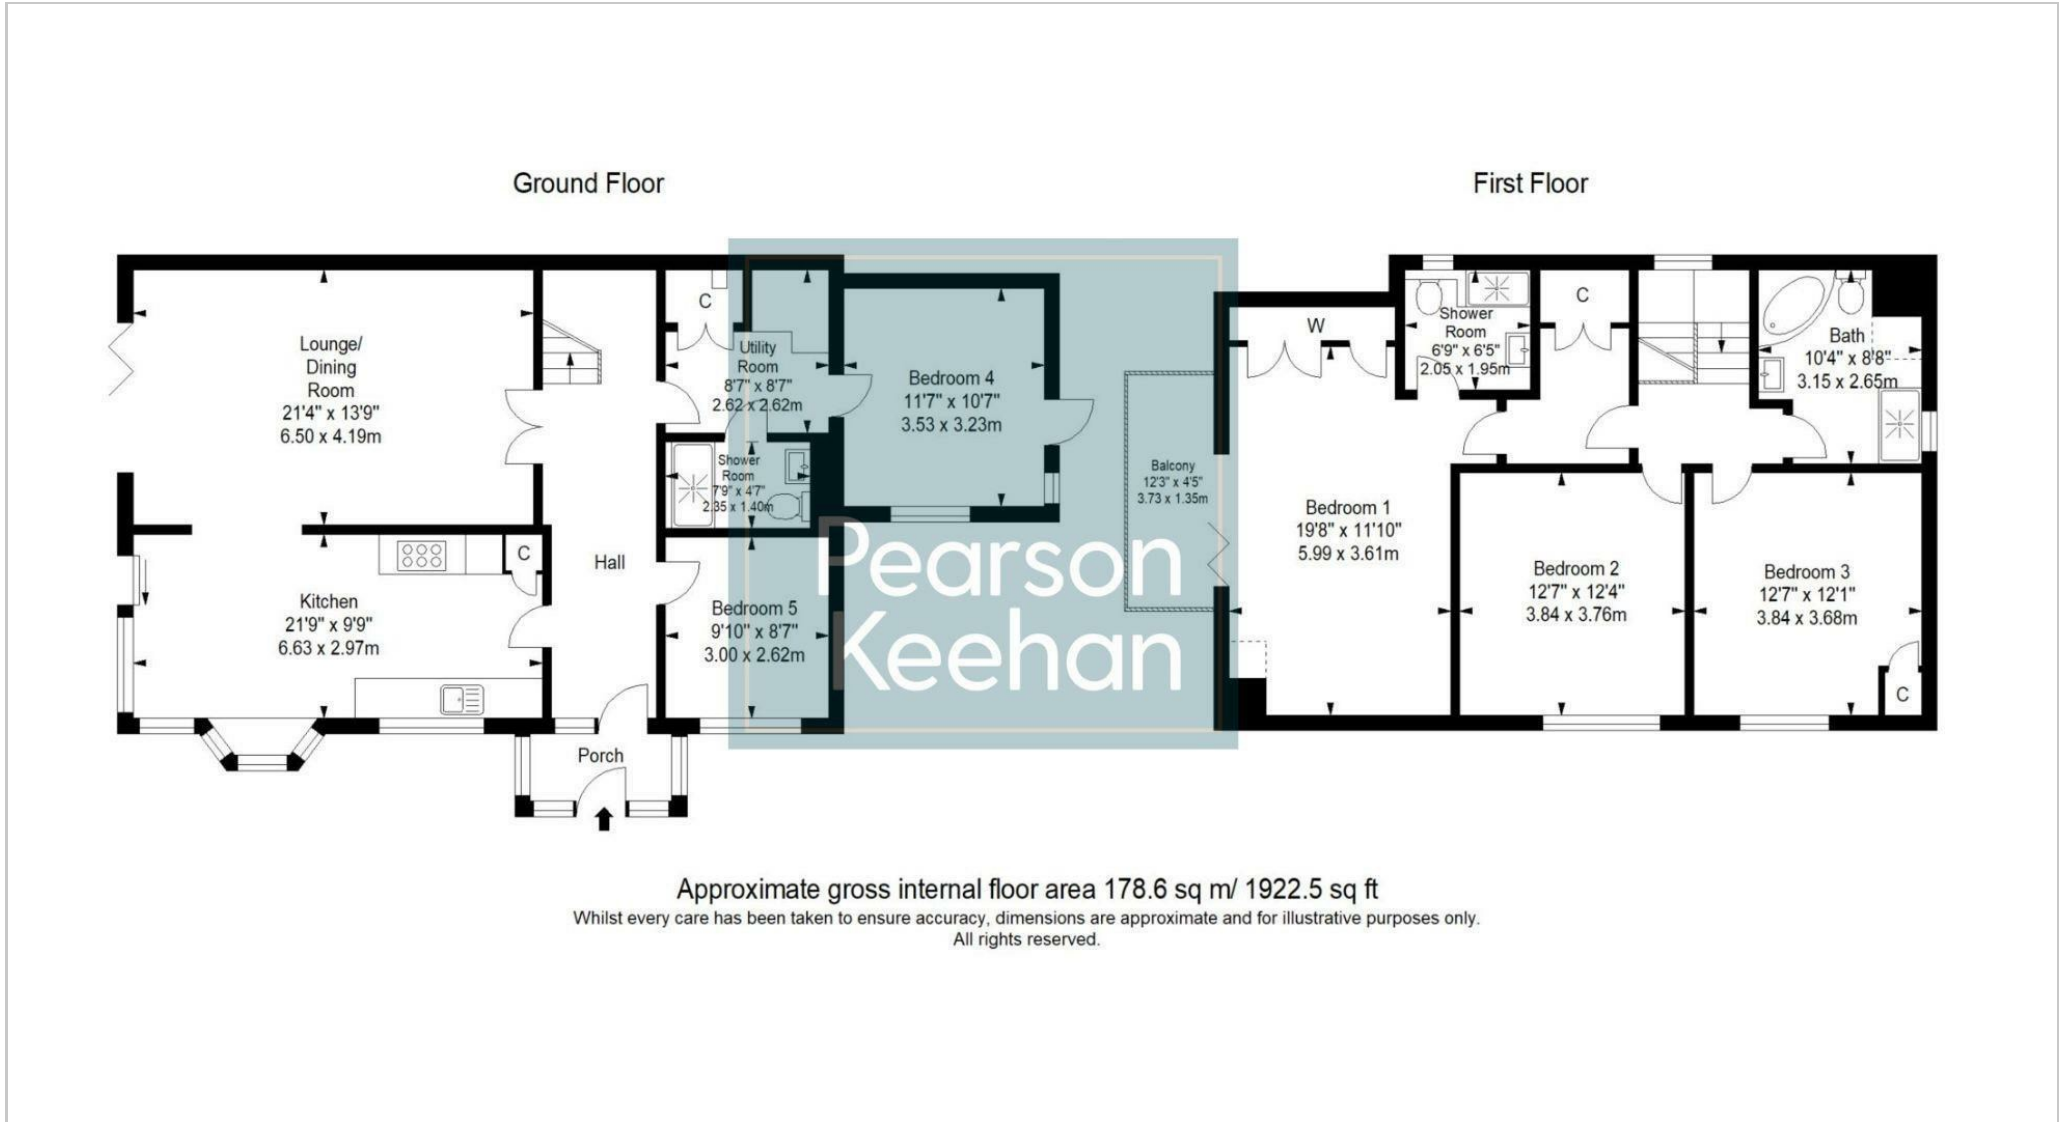 Ground Floor
First Floor
Lounge/
Dining
Room
21'4" x 13'9"
6.50 x 4.19m
C
Utility
Room
8'7" x 8'7"
2.62 x 2.62m
Bedroom 4
11'7" x 10'7"
3.53 x 3.23m
Shower
Room
7'9" x 4'7"
2.35 x 1.40m
C
Kitchen
21'9" x 9'9"
6.63 x 2.97m
Hall
Bedroom 5
9'10" x 8'7"
3.00 x 2.62m
Porch
Pearson
Keehan
Balcony
12'3" x 4'5"
3.73 x 1.35m
W
Shower
Room
6'9" x 6'5"
2.05 x 1.95m
C
Bath
10'4" x 8'8"
3.15 x 2.65m
Bedroom 1
19'8" x 11'10"
5.99 x 3.61m
Bedroom 2
12'7" x 12'4"
3.84 x 3.76m
Bedroom 3
12'7" x 12'1"
3.84 x 3.68m
C
Approximate gross internal floor area 178.6 sq m/ 1922.5 sq ft
Whilst every care has been taken to ensure accuracy, dimensions are approximate and for illustrative purposes only.
All rights reserved.